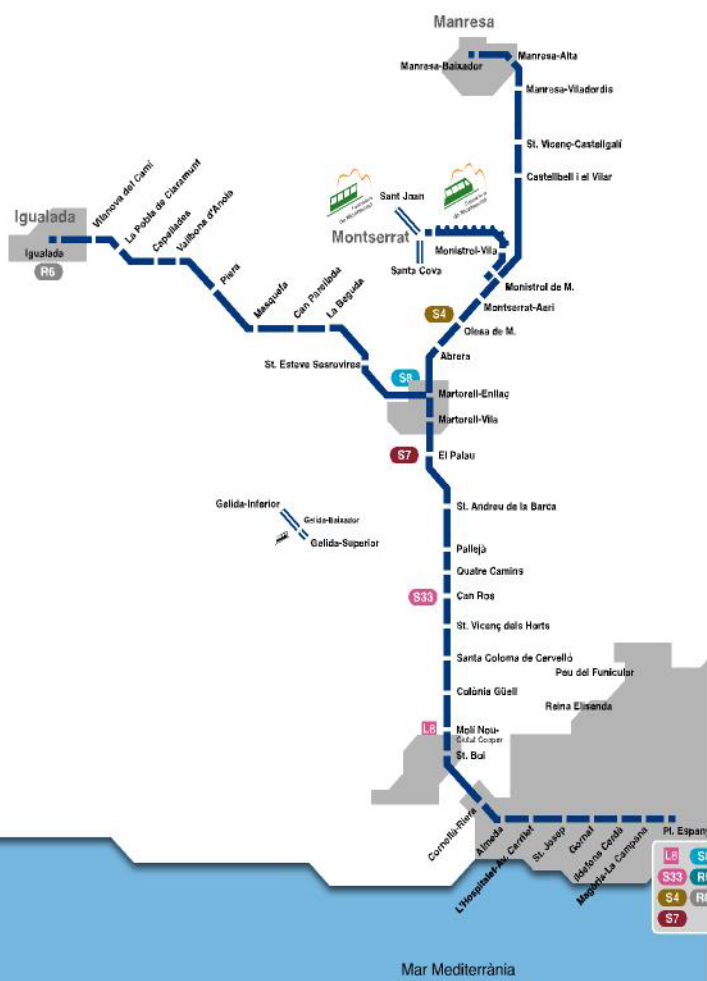 Manresa
Manresa-Baixador
Manresa-Alta
Manresa-Viladordis
St. Vicenç-Castellgalí
Castellbell i el Vilar
Sant Joan
Montserrat
Monistrol-Vila
Santa Cova
Monistrol de M.
Montserrat-Aeri
S4
Olesa de M.
Abrera
Igualada
Igualada
R6
Vilanova del Camí
La Pobla de Claramunt
Capellades
Vallbona d'Anoia
Piera
Masquefa
Can Parellada
La Beguda
St. Esteve Sesrovires
S8
Martorell-Enllaç
Martorell-Vila
S7
El Palau
St. Andreu de la Barca
Gelida-Inferior
Gelida-Baixador
Gelida-Superior
Pallejà
Quatre Camins
S33
Can Ros
St. Vicenç dels Horts
Santa Coloma de Cervelló
Peu del Funicular
Colònia Güell
Reina Elisenda
L8
Molí Nou-
Ciutat Cooper
St. Boi
Cornellà-Riera
Almeda
L'Hospitalet-Av. Carrilet
St. Josep
Gornal
Ildefons Cerdà
Magòria-La Campana
Pl. Espany
L8
S8
S33
R5
S4
R6
S7
Mar Mediterrània